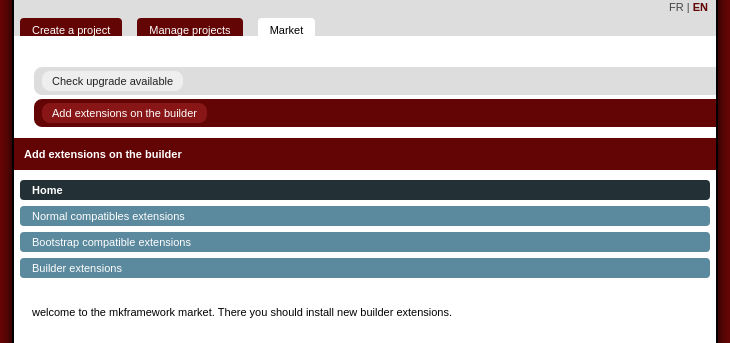 FR | EN
Create a project Manage projects Market
Check upgrade available
Add extensions on the builder
Add extensions on the builder
Home
Normal compatibles extensions
Bootstrap compatible extensions
Builder extensions
welcome to the mkframework market. There you should install new builder extensions.